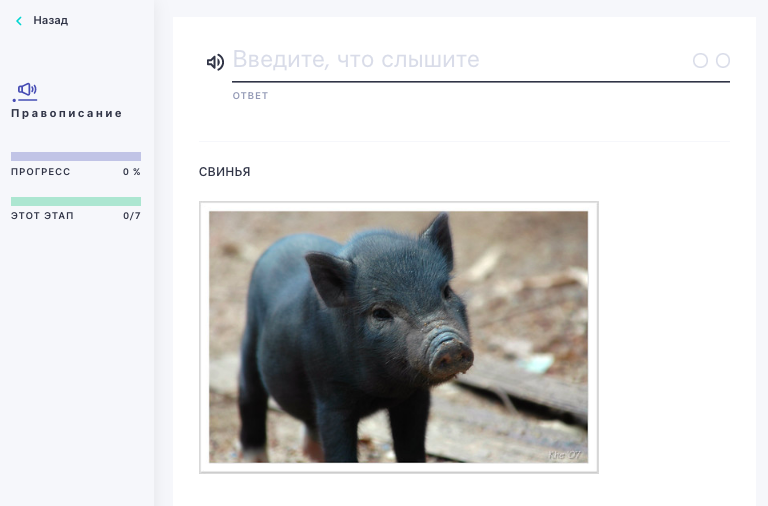 Назад
Правописание
ПРОГРЕСС 0 %
ЭТОТ ЭТАП 0/7
Введите, что слышите
ОТВЕТ
СВИНЬЯ